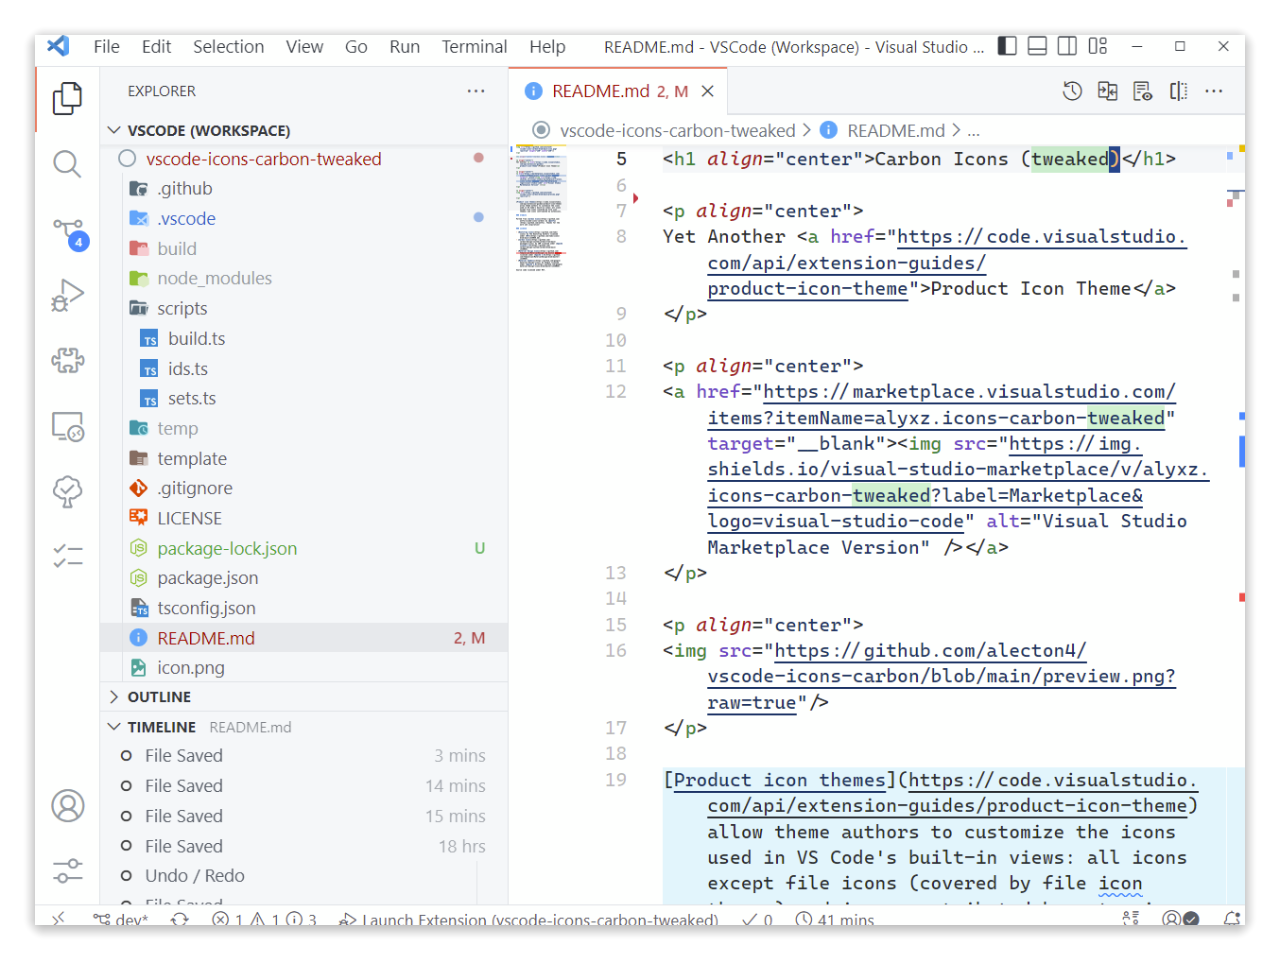 File Edit Selection View Go Run Terminal Help README.md - VSCode (Workspace) - Visual Studio ...
EXPLORER
VSCODE (WORKSPACE)
vscode-icons-carbon-tweaked
.github
.vscode
build
node_modules
scripts
TS build.ts
TS ids.ts
TS sets.ts
temp
template
.gitignore
LICENSE
package-lock.json U
package.json
tsconfig.json
README.md 2, M
icon.png
4
OUTLINE
TIMELINE README.md
File Saved 3 mins
File Saved 14 mins
File Saved 15 mins
File Saved 18 hrs
Undo / Redo
File Saved
README.md 2, M
vscode-icons-carbon-tweaked > README.md > ...
5 <h1 align="center">Carbon Icons (tweaked)</h1>
6
7 <p align="center">
8 Yet Another <a href="https://code.visualstudio.
com/api/extension-guides/
product-icon-theme">Product Icon Theme</a>
9 </p>
10
11 <p align="center">
12 <a href="https://marketplace.visualstudio.com/
items?itemName=alyxz.icons-carbon-tweaked"
target="__blank"><img src="https://img.
shields.io/visual-studio-marketplace/v/alyxz.
icons-carbon-tweaked?label=Marketplace&
logo=visual-studio-code" alt="Visual Studio
Marketplace Version" /></a>
13 </p>
14
15 <p align="center">
16 <img src="https://github.com/alecton4/
vscode-icons-carbon/blob/main/preview.png?
raw=true"/>
17 </p>
18
19 [Product icon themes](https://code.visualstudio.
com/api/extension-guides/product-icon-theme)
allow theme authors to customize the icons
used in VS Code's built-in views: all icons
except file icons (covered by file icon
dev* 1 1 3 Launch Extension (vscode-icons-carbon-tweaked) 0 41 mins